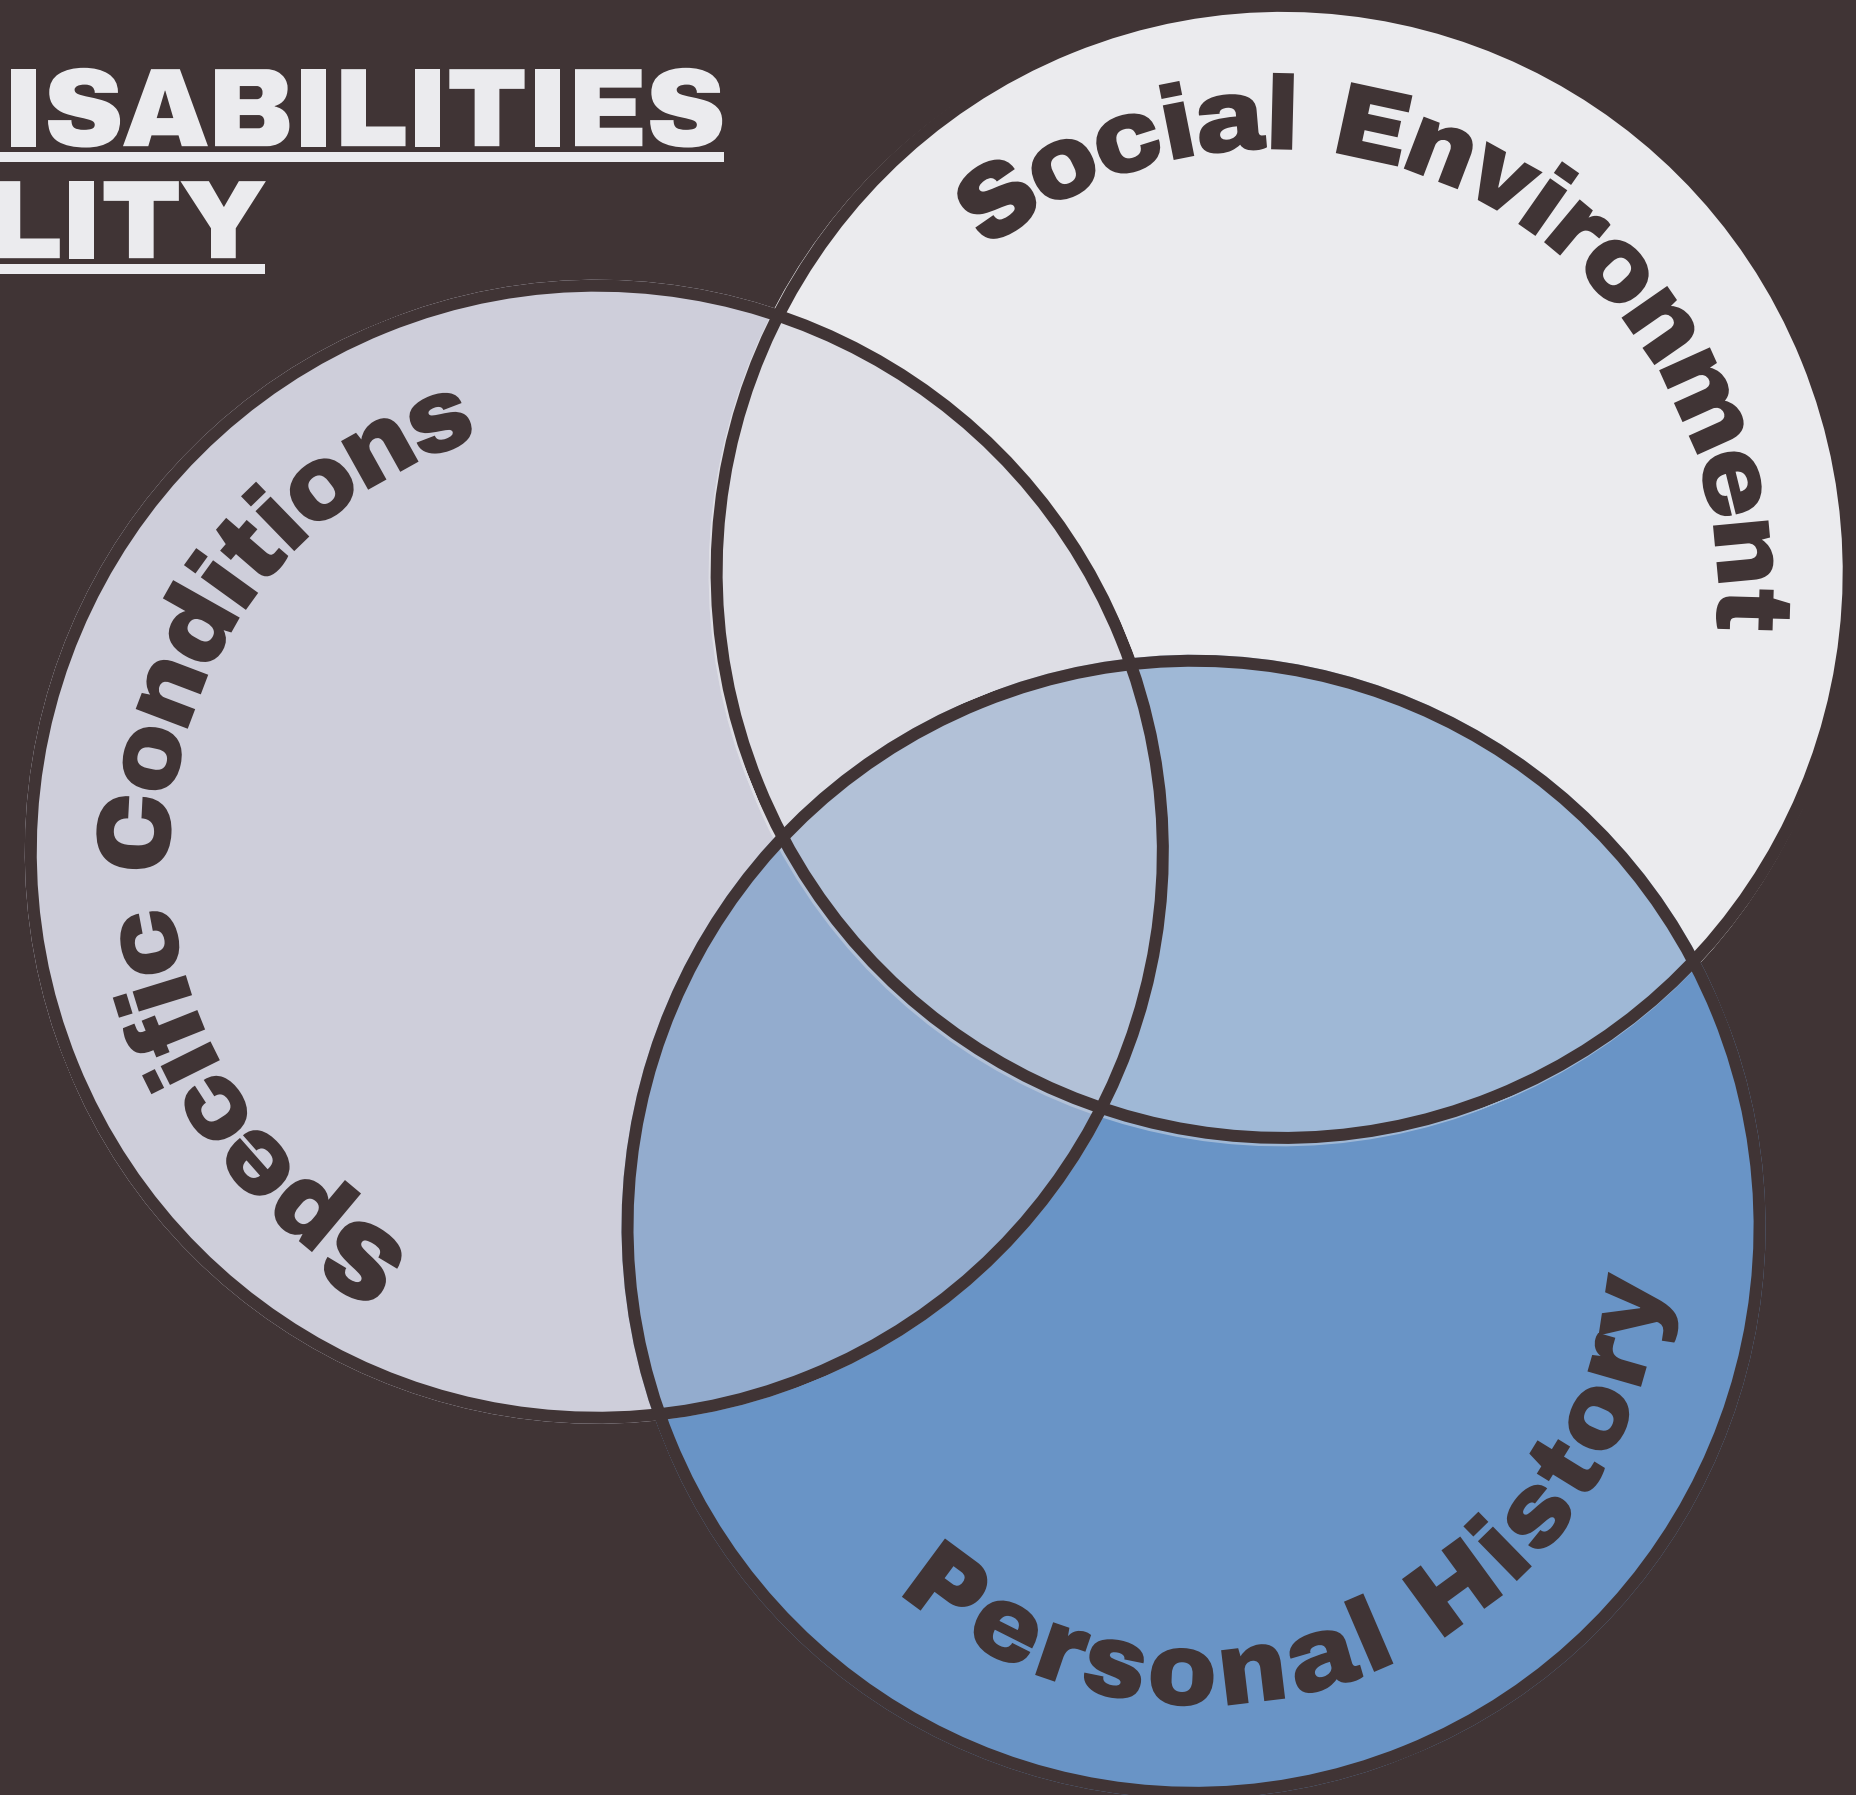 ISABILITIES
LITY
Social Environment
Specific Conditions
Personal History